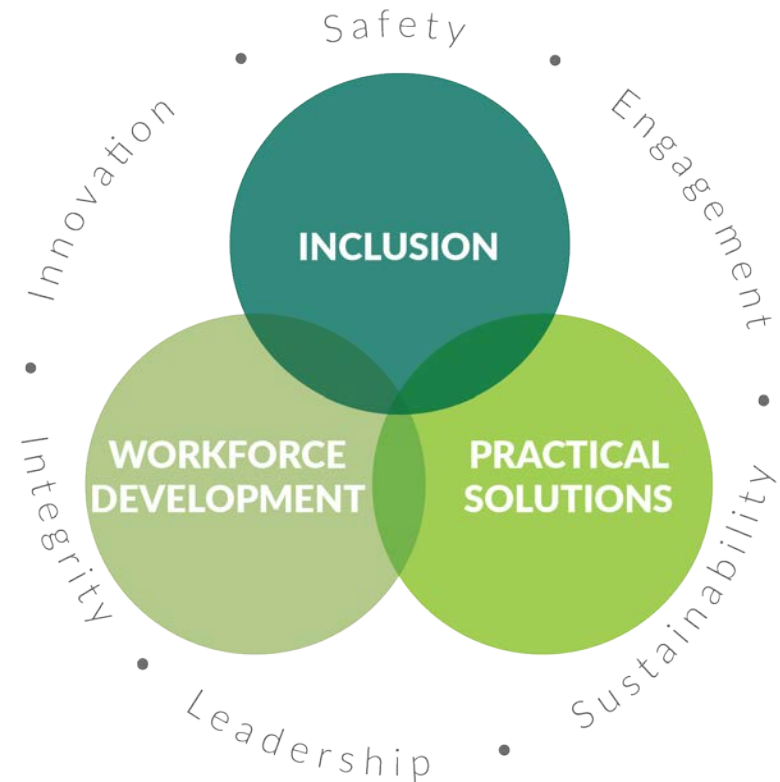 Safety
Engagement
Sustainability
Leadership
Integrity
Innovation
INCLUSION
WORKFORCE
DEVELOPMENT
PRACTICAL
SOLUTIONS